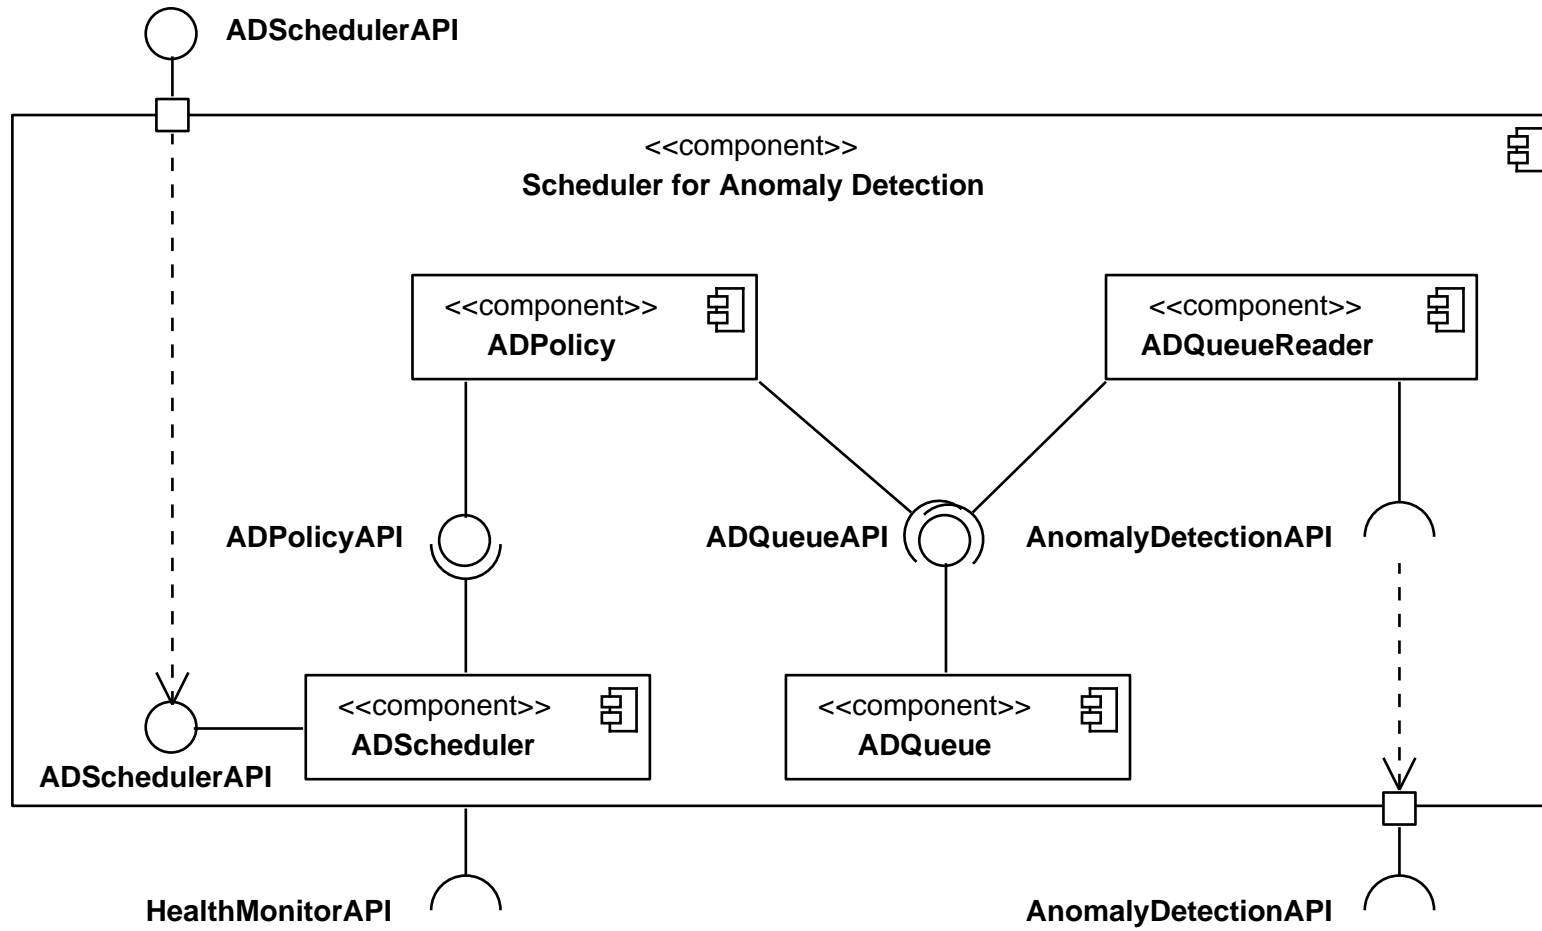 ADSchedulerAPI
<<component>>
Scheduler for Anomaly Detection
<<component>>
ADPolicy
<<component>>
ADQueueReader
ADPolicyAPI
ADQueueAPI
AnomalyDetectionAPI
<<component>>
ADScheduler
<<component>>
ADQueue
ADSchedulerAPI
HealthMonitorAPI
AnomalyDetectionAPI